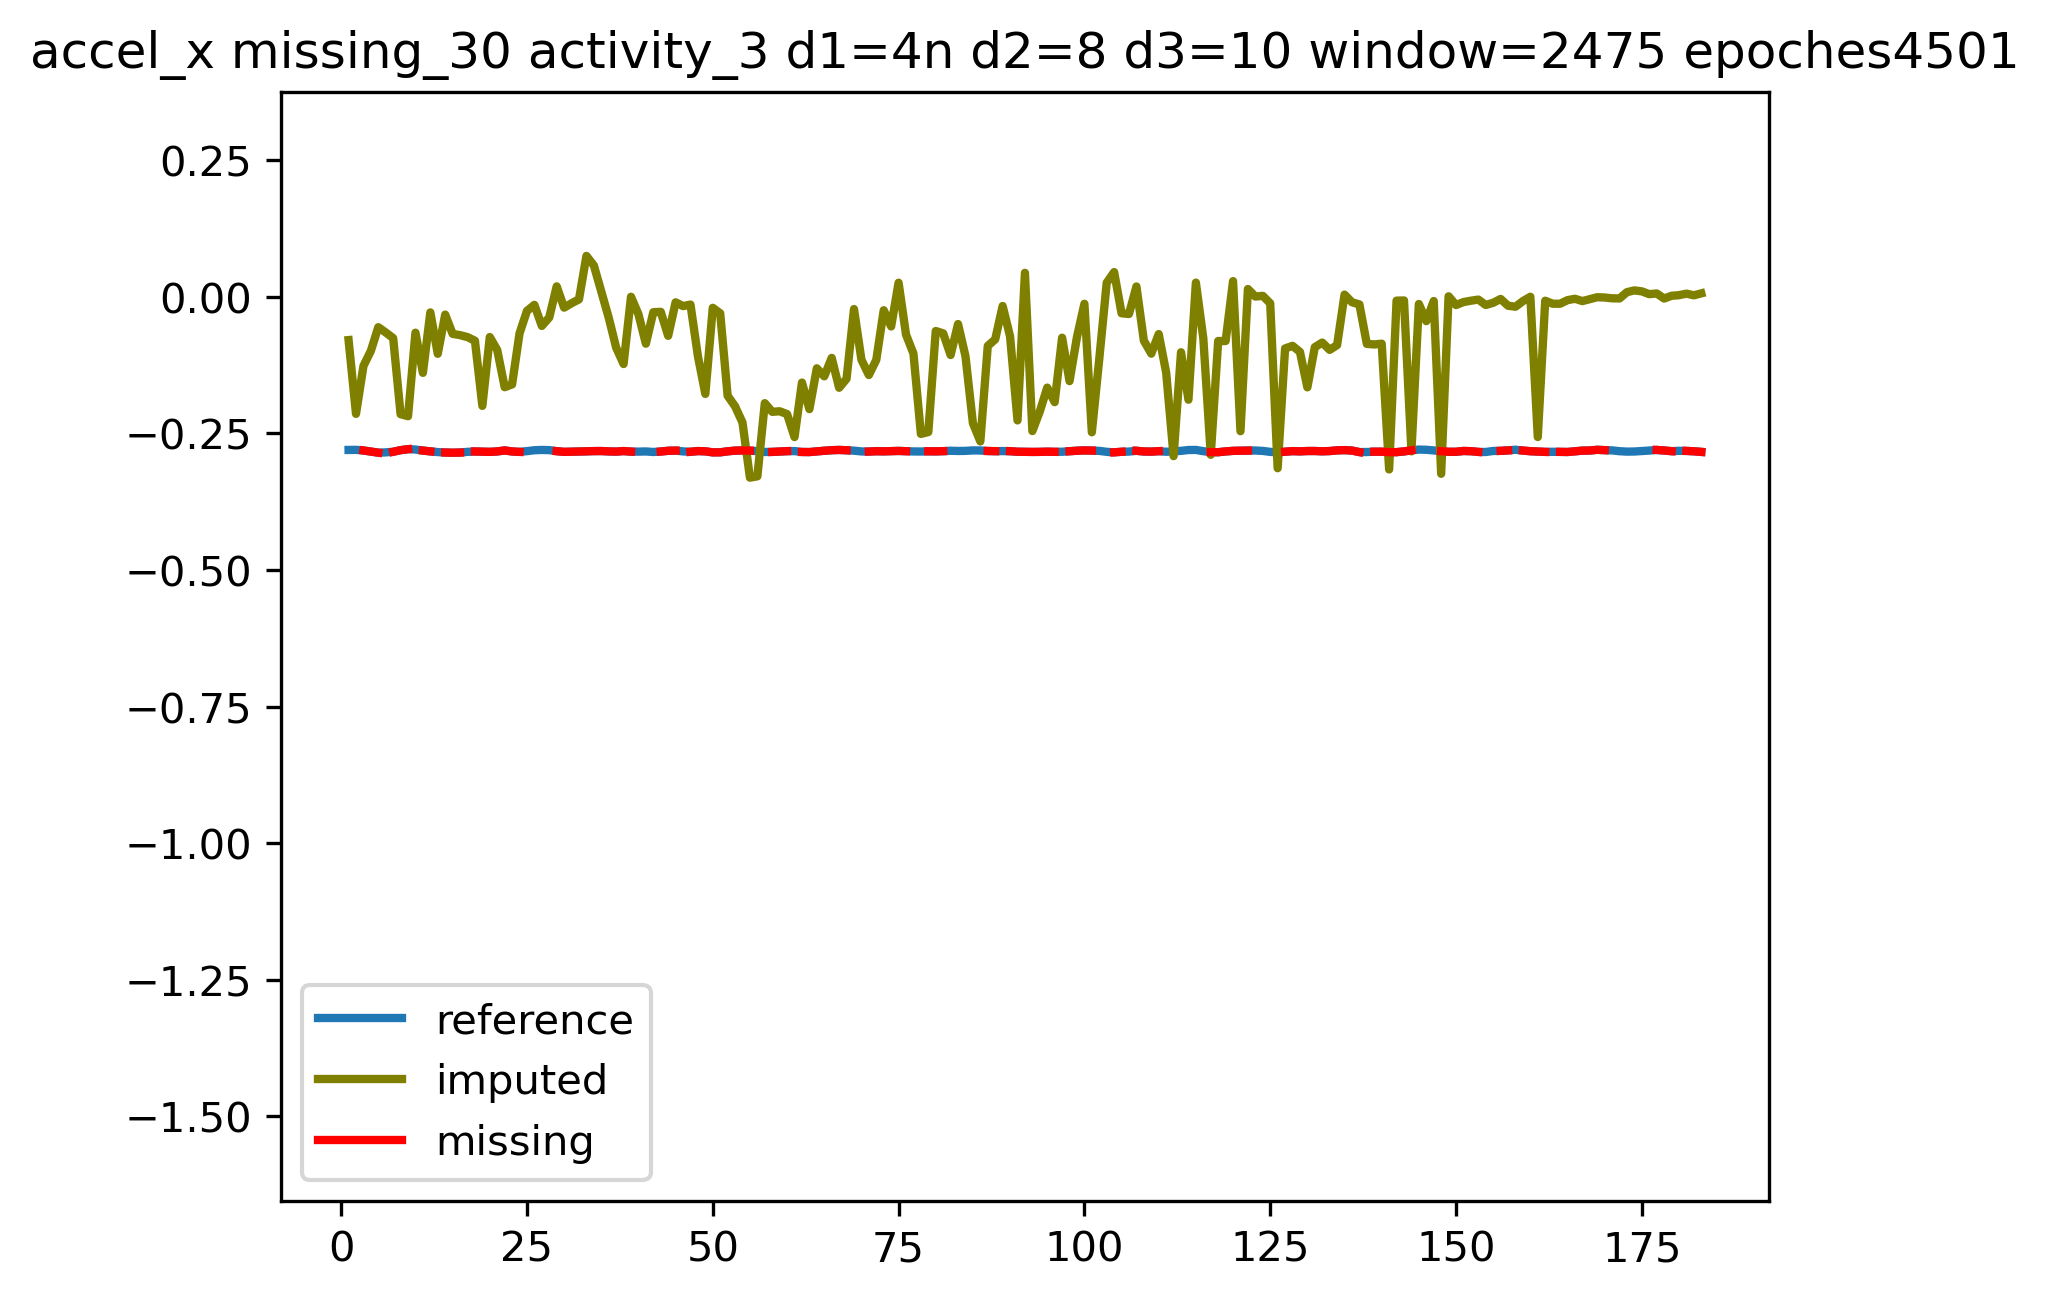 accel_x missing_30 activity_3 d1=4n d2=8 d3=10 window=2475 epoches4501
0.25
0.00
−0.25
−0.50
−0.75
−1.00
−1.25
−1.50
reference
imputed
missing
0 25 50 75 100 125 150 175